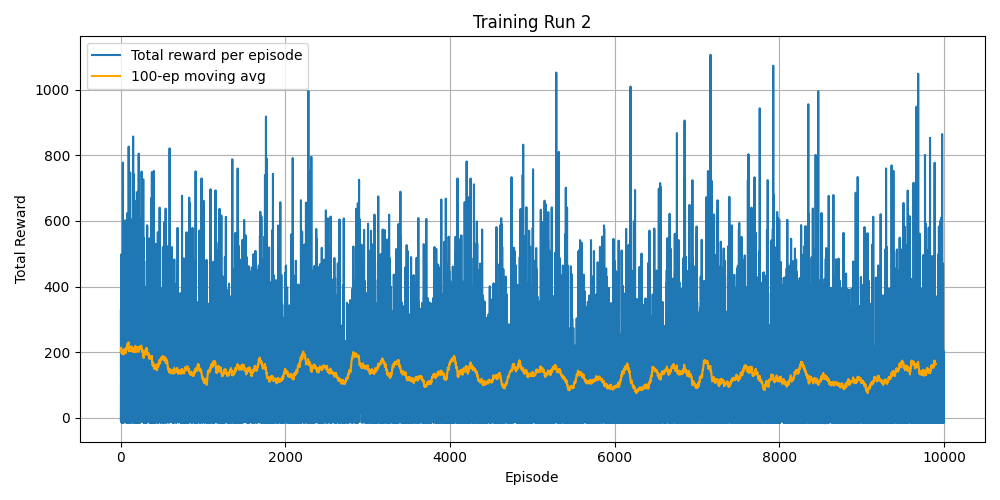 Training Run 2
Total reward per episode
100-ep moving avg
Total Reward
1000
800
600
400
200
0
0 2000 4000 6000 8000 10000
Episode